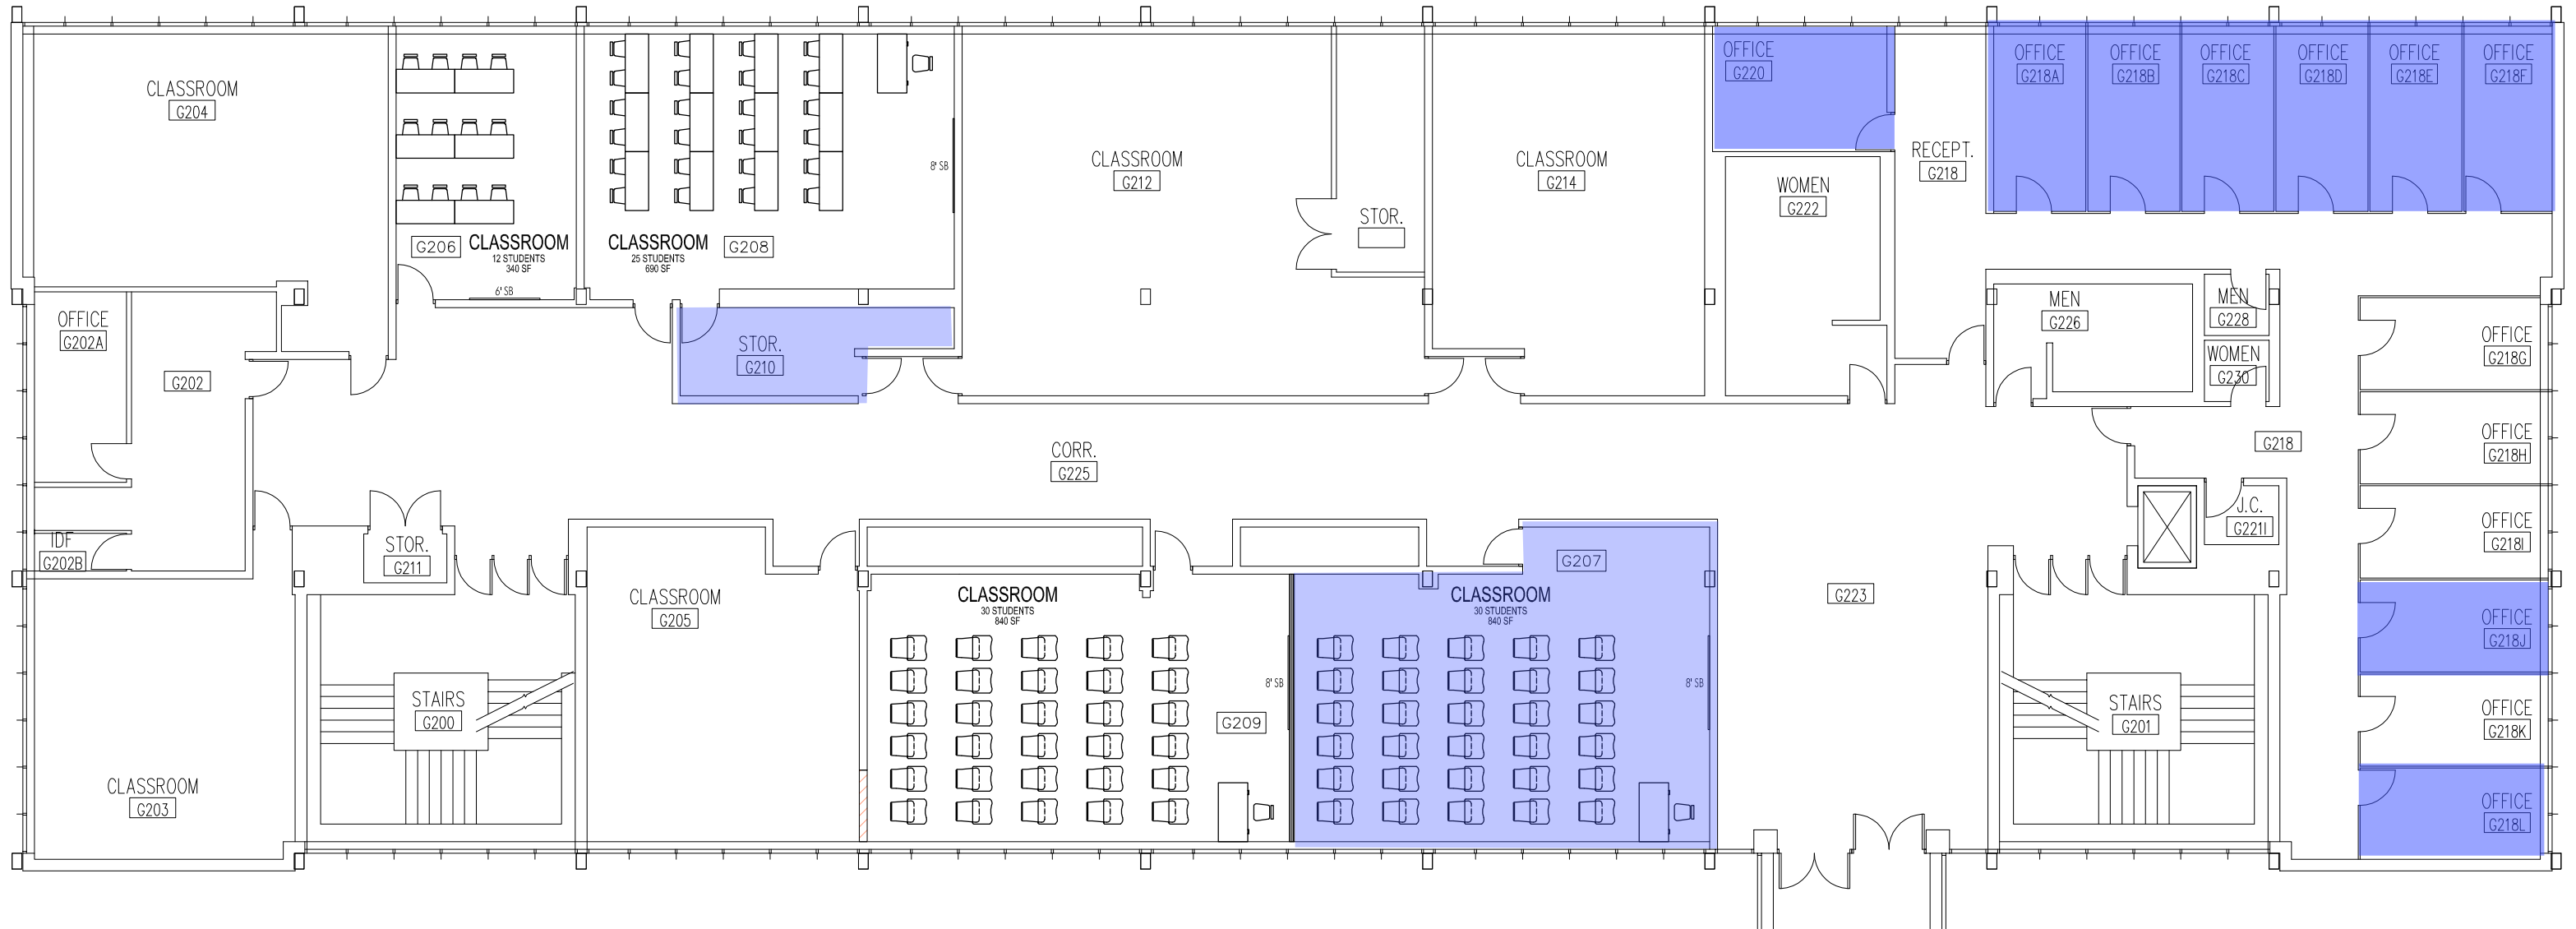 CLASSROOM
G204
G206
CLASSROOM
12 STUDENTS
340 SF
6' SB
CLASSROOM
25 STUDENTS
690 SF
G208
8' SB
CLASSROOM
G212
STOR.
CLASSROOM
G214
OFFICE
G220
WOMEN
G222
RECEPT.
G218
OFFICE
G218A
OFFICE
G218B
OFFICE
G218C
OFFICE
G218D
OFFICE
G218E
OFFICE
G218F
OFFICE
G202A
G202
STOR.
G210
MEN
G226
MEN
G228
WOMEN
G230
OFFICE
G218G
OFFICE
G218H
G218
CORR.
G225
IDF
G202B
STOR.
G211
J.C.
G221I
OFFICE
G218I
CLASSROOM
G205
CLASSROOM
30 STUDENTS
840 SF
8' SB
G209
G207
CLASSROOM
30 STUDENTS
840 SF
8' SB
G223
OFFICE
G218J
STAIRS
G200
STAIRS
G201
OFFICE
G218K
CLASSROOM
G203
OFFICE
G218L